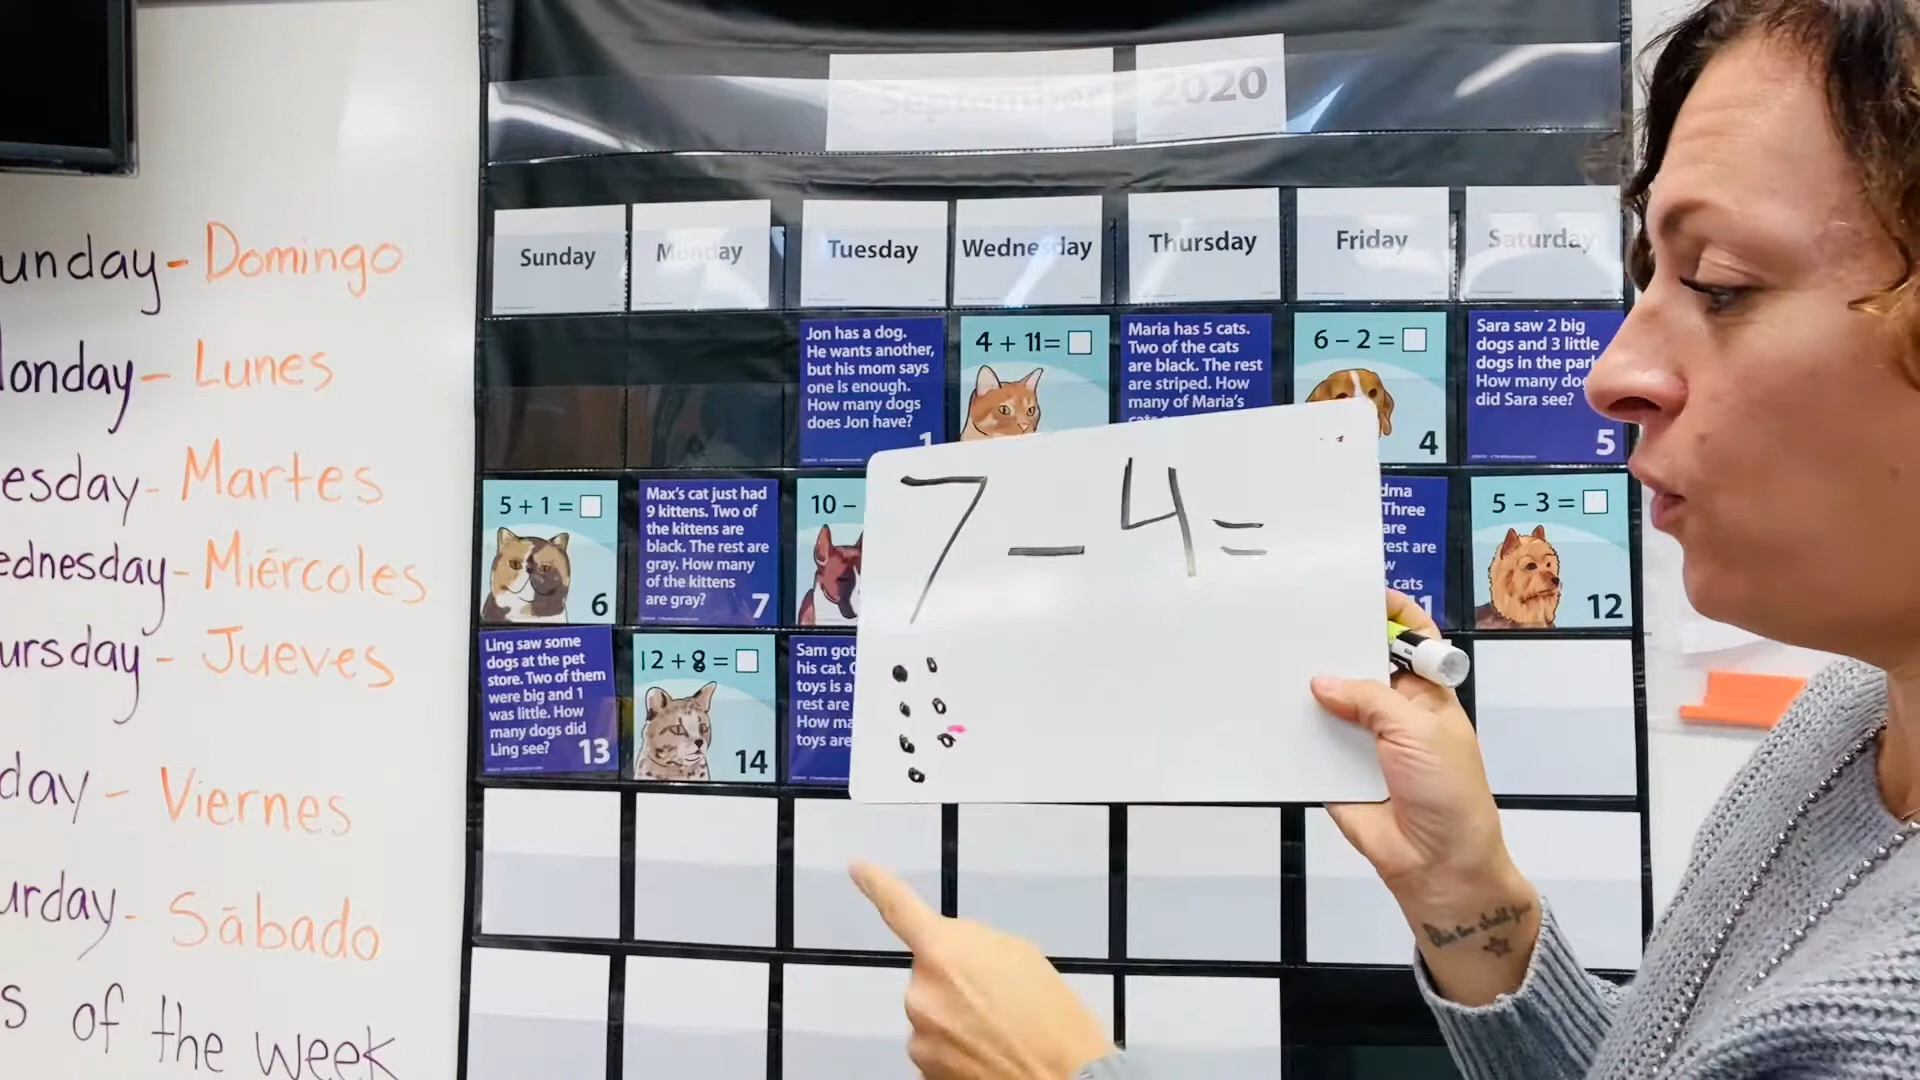 September 2020
Sunday Monday Tuesday Wednesday Thursday Friday Saturday
unday - Domingo
onday - Lunes
esday - Martes
ednesday - Miércoles
ursday - Jueves
day - Viernes
urday - Sábado
s of the week
Jon has a dog.
He wants another,
but his mom says
one is enough.
How many dogs
does Jon have?
1
4 + 11 =
Maria has 5 cats.
Two of the cats
are black. The rest
are striped. How
many of Maria's
6 - 2 =
4
Sara saw 2 big
dogs and 3 little
dogs in the park
How many do
did Sara see?
5
5 + 1 =
6
Max's cat just had
9 kittens. Two of
the kittens are
black. The rest are
gray. How many
of the kittens
are gray?
7
10 -
dma
Three
are
rest are
w
cats
11
5 - 3 =
12
Ling saw some
dogs at the pet
store. Two of them
were big and 1
was little. How
many dogs did
Ling see?
13
12 + 8 =
14
Sam got
his cat.
toys is a
rest are
How ma
toys are
7 - 4 =